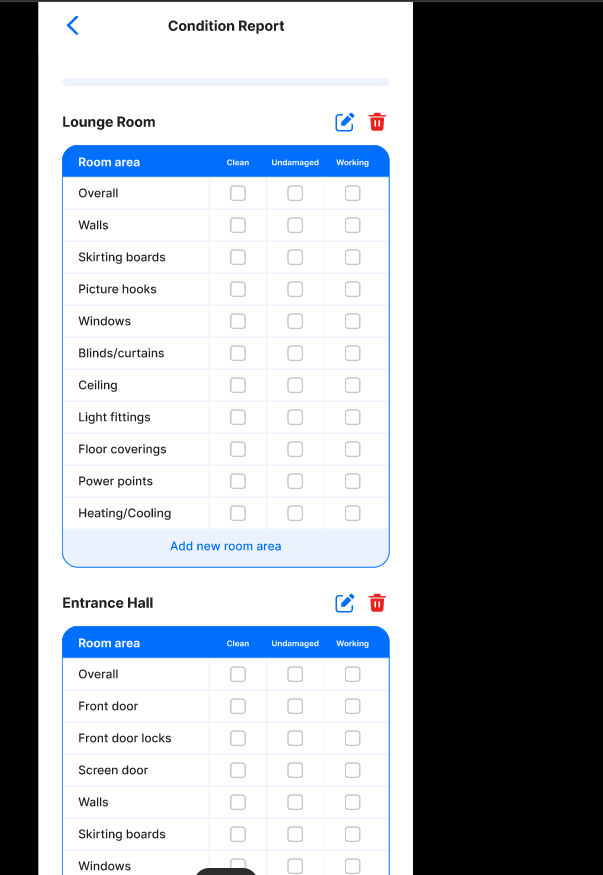 Condition Report
Lounge Room
Room area Clean Undamaged Working
Overall
Walls
Skirting boards
Picture hooks
Windows
Blinds/curtains
Ceiling
Light fittings
Floor coverings
Power points
Heating/Cooling
Add new room area
Entrance Hall
Room area Clean Undamaged Working
Overall
Front door
Front door locks
Screen door
Walls
Skirting boards
Windows